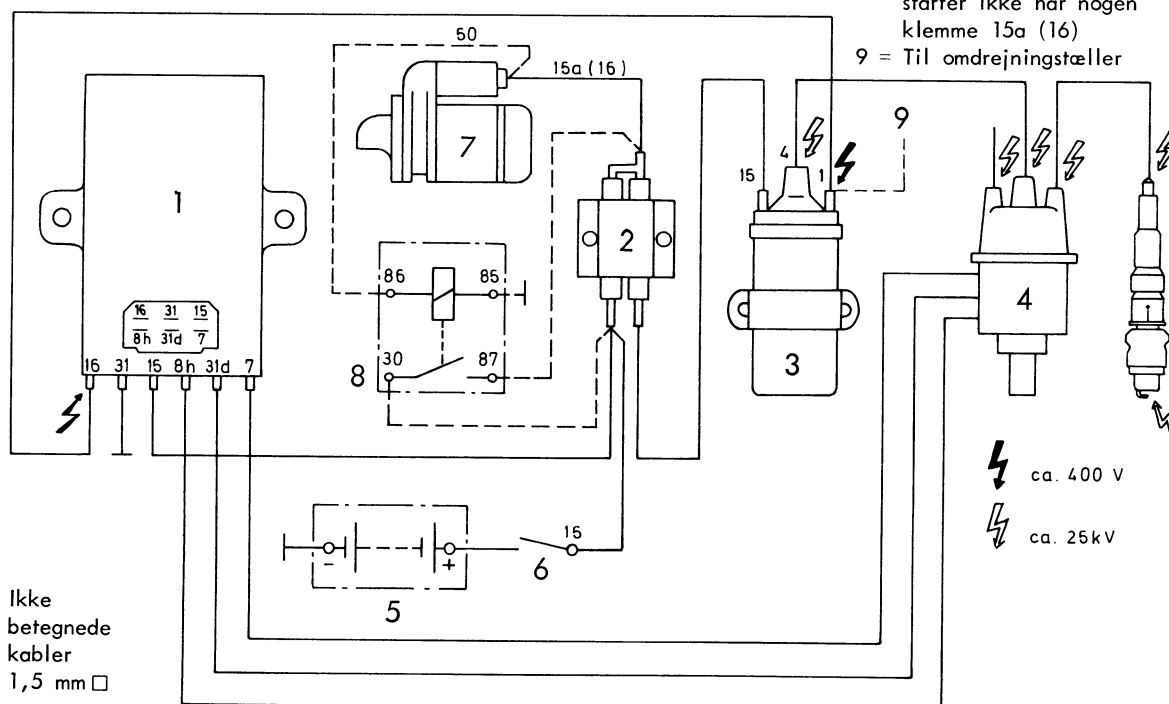 starter ikke har nogen
klemme 15a (16)
9 = Til omdrejningstæller
50
15a (16)
7
9
4
15
1
1
2
86
85
4
16 31 15
8h 31d 7
3
30
87
8
16 31 15 8h 31d 7
ca. 400 V
15
ca. 25kV
- +
6
5
Ikke
betegnede
kabler
1,5 mm □